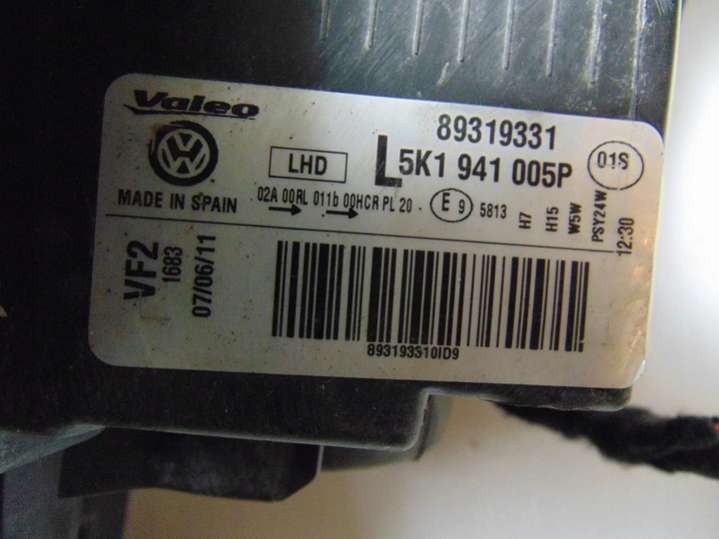 Valeo
89319331
VW
LHD
L 5K1 941 005P
01S
MADE IN SPAIN
02A 00RL 011b 00HCR PL 20
E 9
5813
H7
H15
W5W
PSY24W
12:30
VF2
1683
07/06/11
893193310ID9